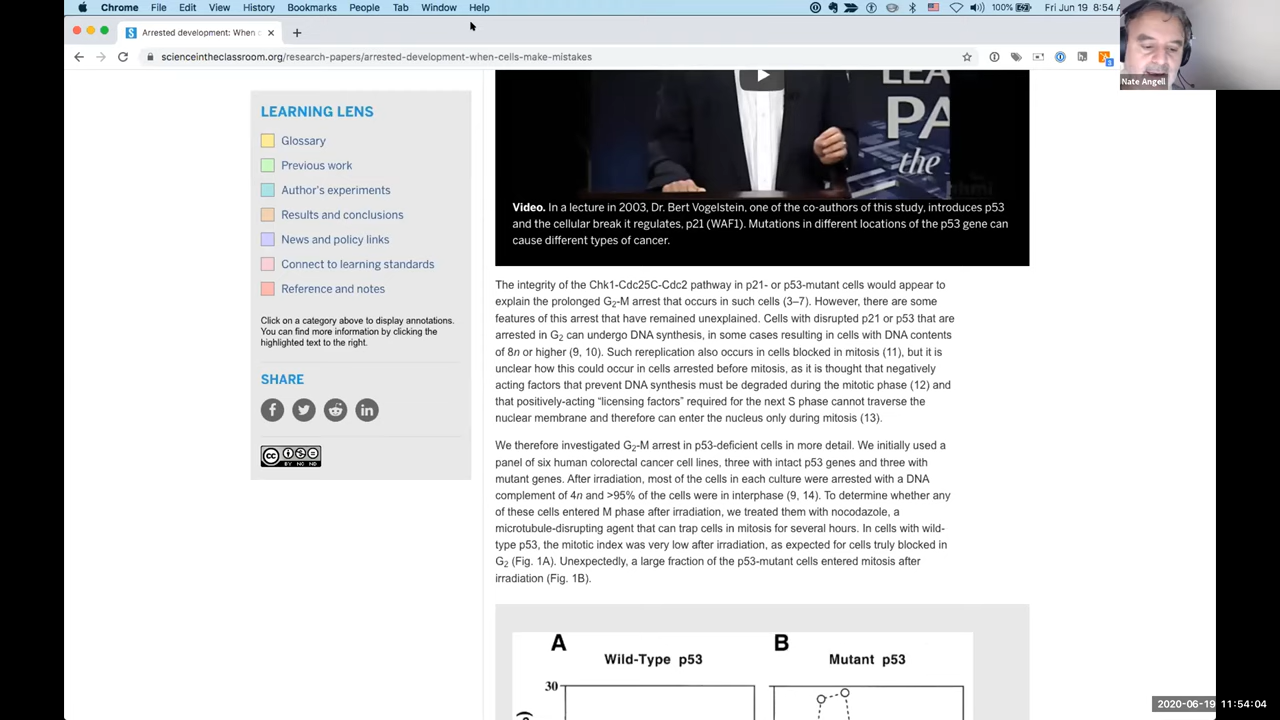 Chrome File Edit View History Bookmarks People Tab Window Help 100% Fri Jun 19 8:54 A
Arrested development: When c
scienceintheclassroom.org/research-papers/arrested-development-when-cells-make-mistakes
3
Nate Angell
LEARNING LENS
Glossary
Previous work
Author's experiments
Results and conclusions
News and policy links
Connect to learning standards
Reference and notes
Click on a category above to display annotations.
You can find more information by clicking the
highlighted text to the right.
SHARE
CC BY NC ND
LEA
PA
the
hmi
Video. In a lecture in 2003, Dr. Bert Vogelstein, one of the co-authors of this study, introduces p53
and the cellular break it regulates, p21 (WAF1). Mutations in different locations of the p53 gene can
cause different types of cancer.
The integrity of the Chk1-Cdc25C-Cdc2 pathway in p21- or p53-mutant cells would appear to
explain the prolonged G2-M arrest that occurs in such cells (3–7). However, there are some
features of this arrest that have remained unexplained. Cells with disrupted p21 or p53 that are
arrested in G2 can undergo DNA synthesis, in some cases resulting in cells with DNA contents
of 8n or higher (9, 10). Such rereplication also occurs in cells blocked in mitosis (11), but it is
unclear how this could occur in cells arrested before mitosis, as it is thought that negatively
acting factors that prevent DNA synthesis must be degraded during the mitotic phase (12) and
that positively-acting “licensing factors” required for the next S phase cannot traverse the
nuclear membrane and therefore can enter the nucleus only during mitosis (13).
We therefore investigated G2-M arrest in p53-deficient cells in more detail. We initially used a
panel of six human colorectal cancer cell lines, three with intact p53 genes and three with
mutant genes. After irradiation, most of the cells in each culture were arrested with a DNA
complement of 4n and >95% of the cells were in interphase (9, 14). To determine whether any
of these cells entered M phase after irradiation, we treated them with nocodazole, a
microtubule-disrupting agent that can trap cells in mitosis for several hours. In cells with wild-
type p53, the mitotic index was very low after irradiation, as expected for cells truly blocked in
G2 (Fig. 1A). Unexpectedly, a large fraction of the p53-mutant cells entered mitosis after
irradiation (Fig. 1B).
A B
Wild-Type p53 Mutant p53
30
2020-06-19 11:54:04